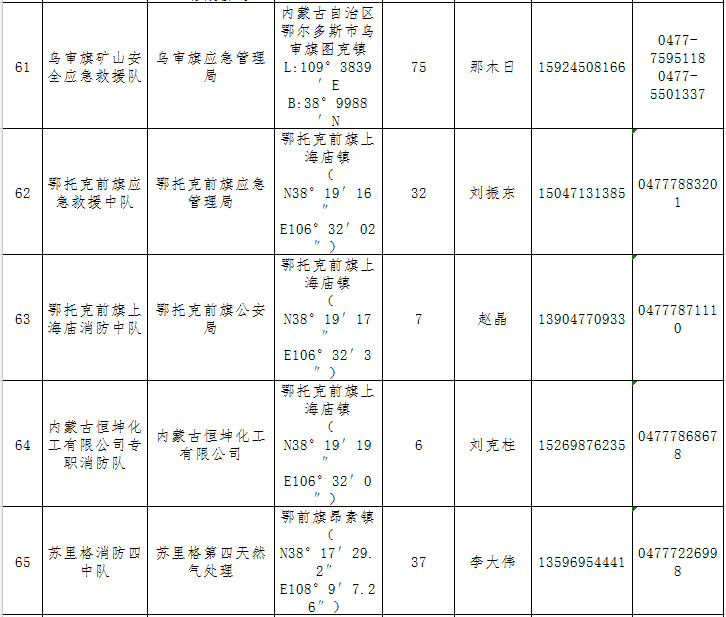 61
乌审旗矿山安
全应急救援队
乌审旗应急管理
局
内蒙古自治区
鄂尔多斯市乌
审旗图克镇
L:109°3839
′E
B:38°9988
′N
75
那木日
15924508166
0477-
7595118
0477-
5501337
62
鄂托克前旗应
急救援中队
鄂托克前旗应急
管理局
鄂托克前旗上
海庙镇
(
N38°19′16
″
E106°32′02
″)
32
刘振东
15047131385
047778832​0
1
63
鄂托克前旗上
海庙消防中队
鄂托克前旗公安
局
鄂托克前旗上
海庙镇
(
N38°19′17
″
E106°32′3
″)
7
赵晶
13904770933
0477787111
0
64
内蒙古恒坤化
工有限公司专
职消防队
内蒙古恒坤化工
有限公司
鄂托克前旗上
海庙镇
(
N38°19′19
″
E106°32′0
″)
6
刘克柱
15269876235
0477786867
8
65
苏里格消防四
中队
苏里格第四天然
气处理
鄂前旗昂素镇
(
N38°17′29.
2″
E108°9′7.2
6″)
37
李大伟
13596954441
0477722699
8